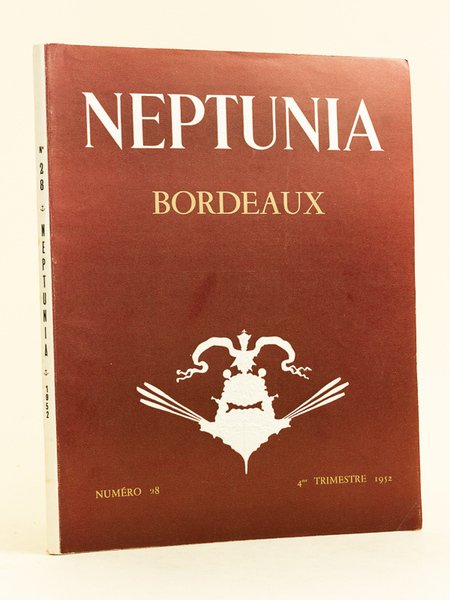 NEPTUNIA
BORDEAUX
NUMÉRO 28
4me TRIMESTRE 1952
N° 28 NEPTUNIA 1952